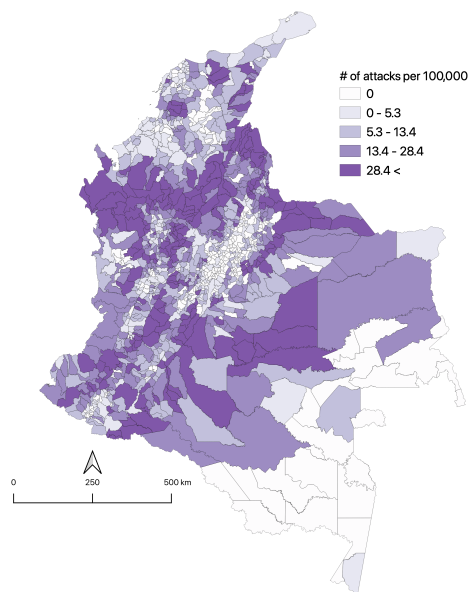 # of attacks per 100,000
0
0 - 5.3
5.3 - 13.4
13.4 - 28.4
28.4 <
0 250 500 km